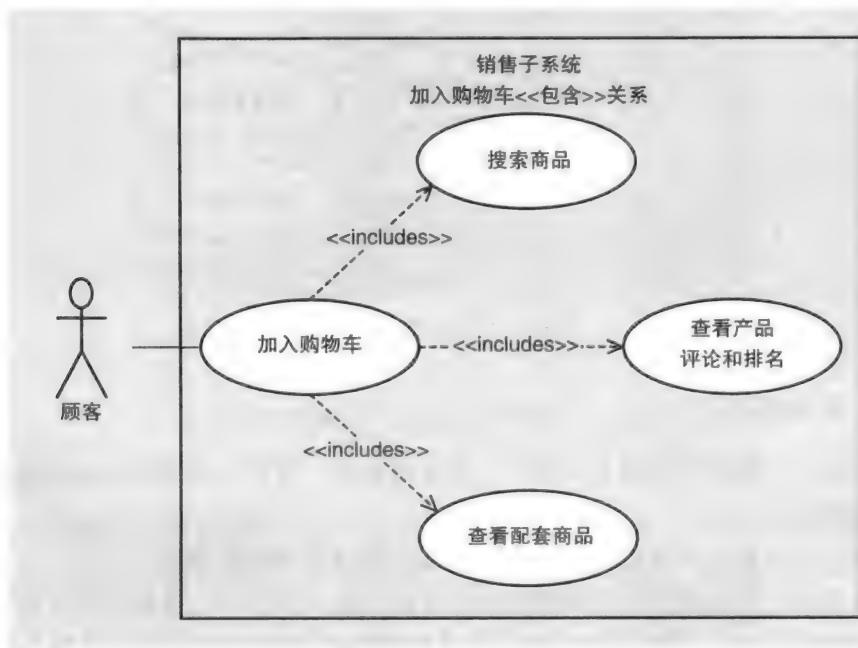 销售子系统
加入购物车<<包含>>关系
搜索商品
<<includes>>
加入购物车
<<includes>>
查看产品
评论和排名
顾客
<<includes>>
查看配套商品